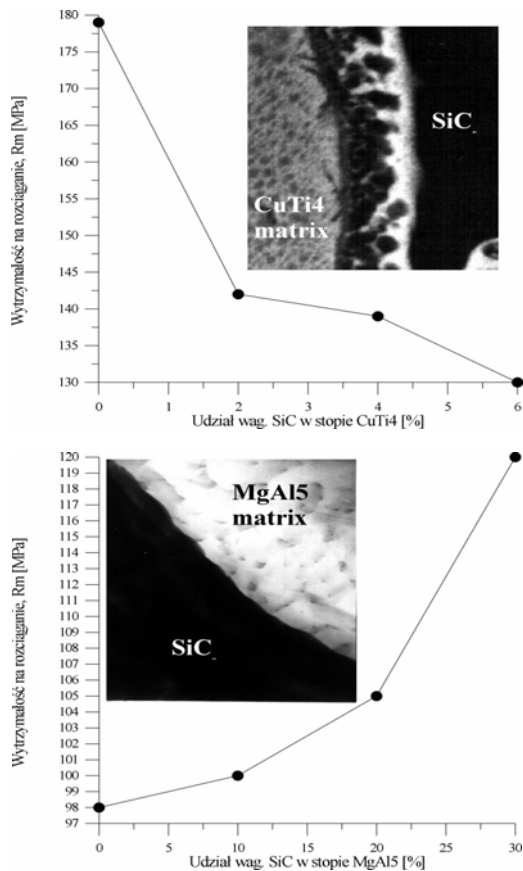 180
175
170
165
160
155
150
145
140
135
130
Wytrzymałość na rozciąganie, Rm [MPa]
SiC
CuTi4
matrix
0 1 2 3 4 5 6
Udział wag. SiC w stopie CuTi4 [%]
120
119
118
117
116
115
114
113
112
111
110
109
108
107
106
105
104
103
102
101
100
99
98
97
Wytrzymałość na rozciąganie, Rm [MPa]
MgAl5
matrix
SiC
0 10 20 30
Udział wag. SiC w stopie MgAl5 [%]